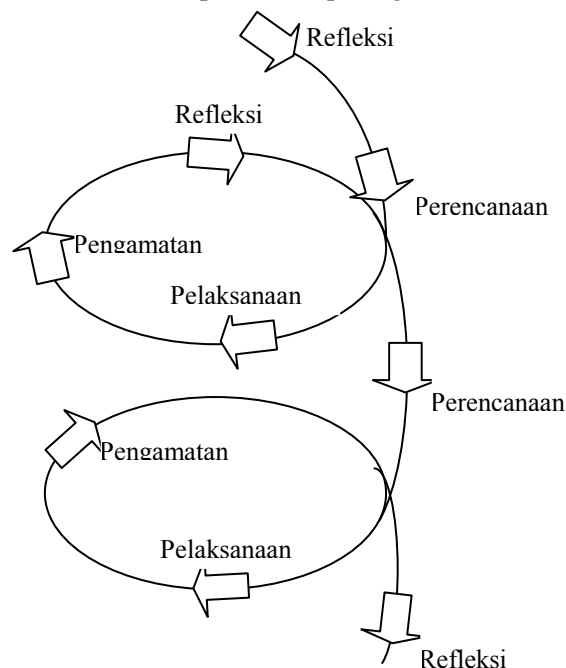 Refleksi
Refleksi
Perencanaan
Pengamatan
Pelaksanaan
Perencanaan
Pengamatan
Pelaksanaan
Refleksi